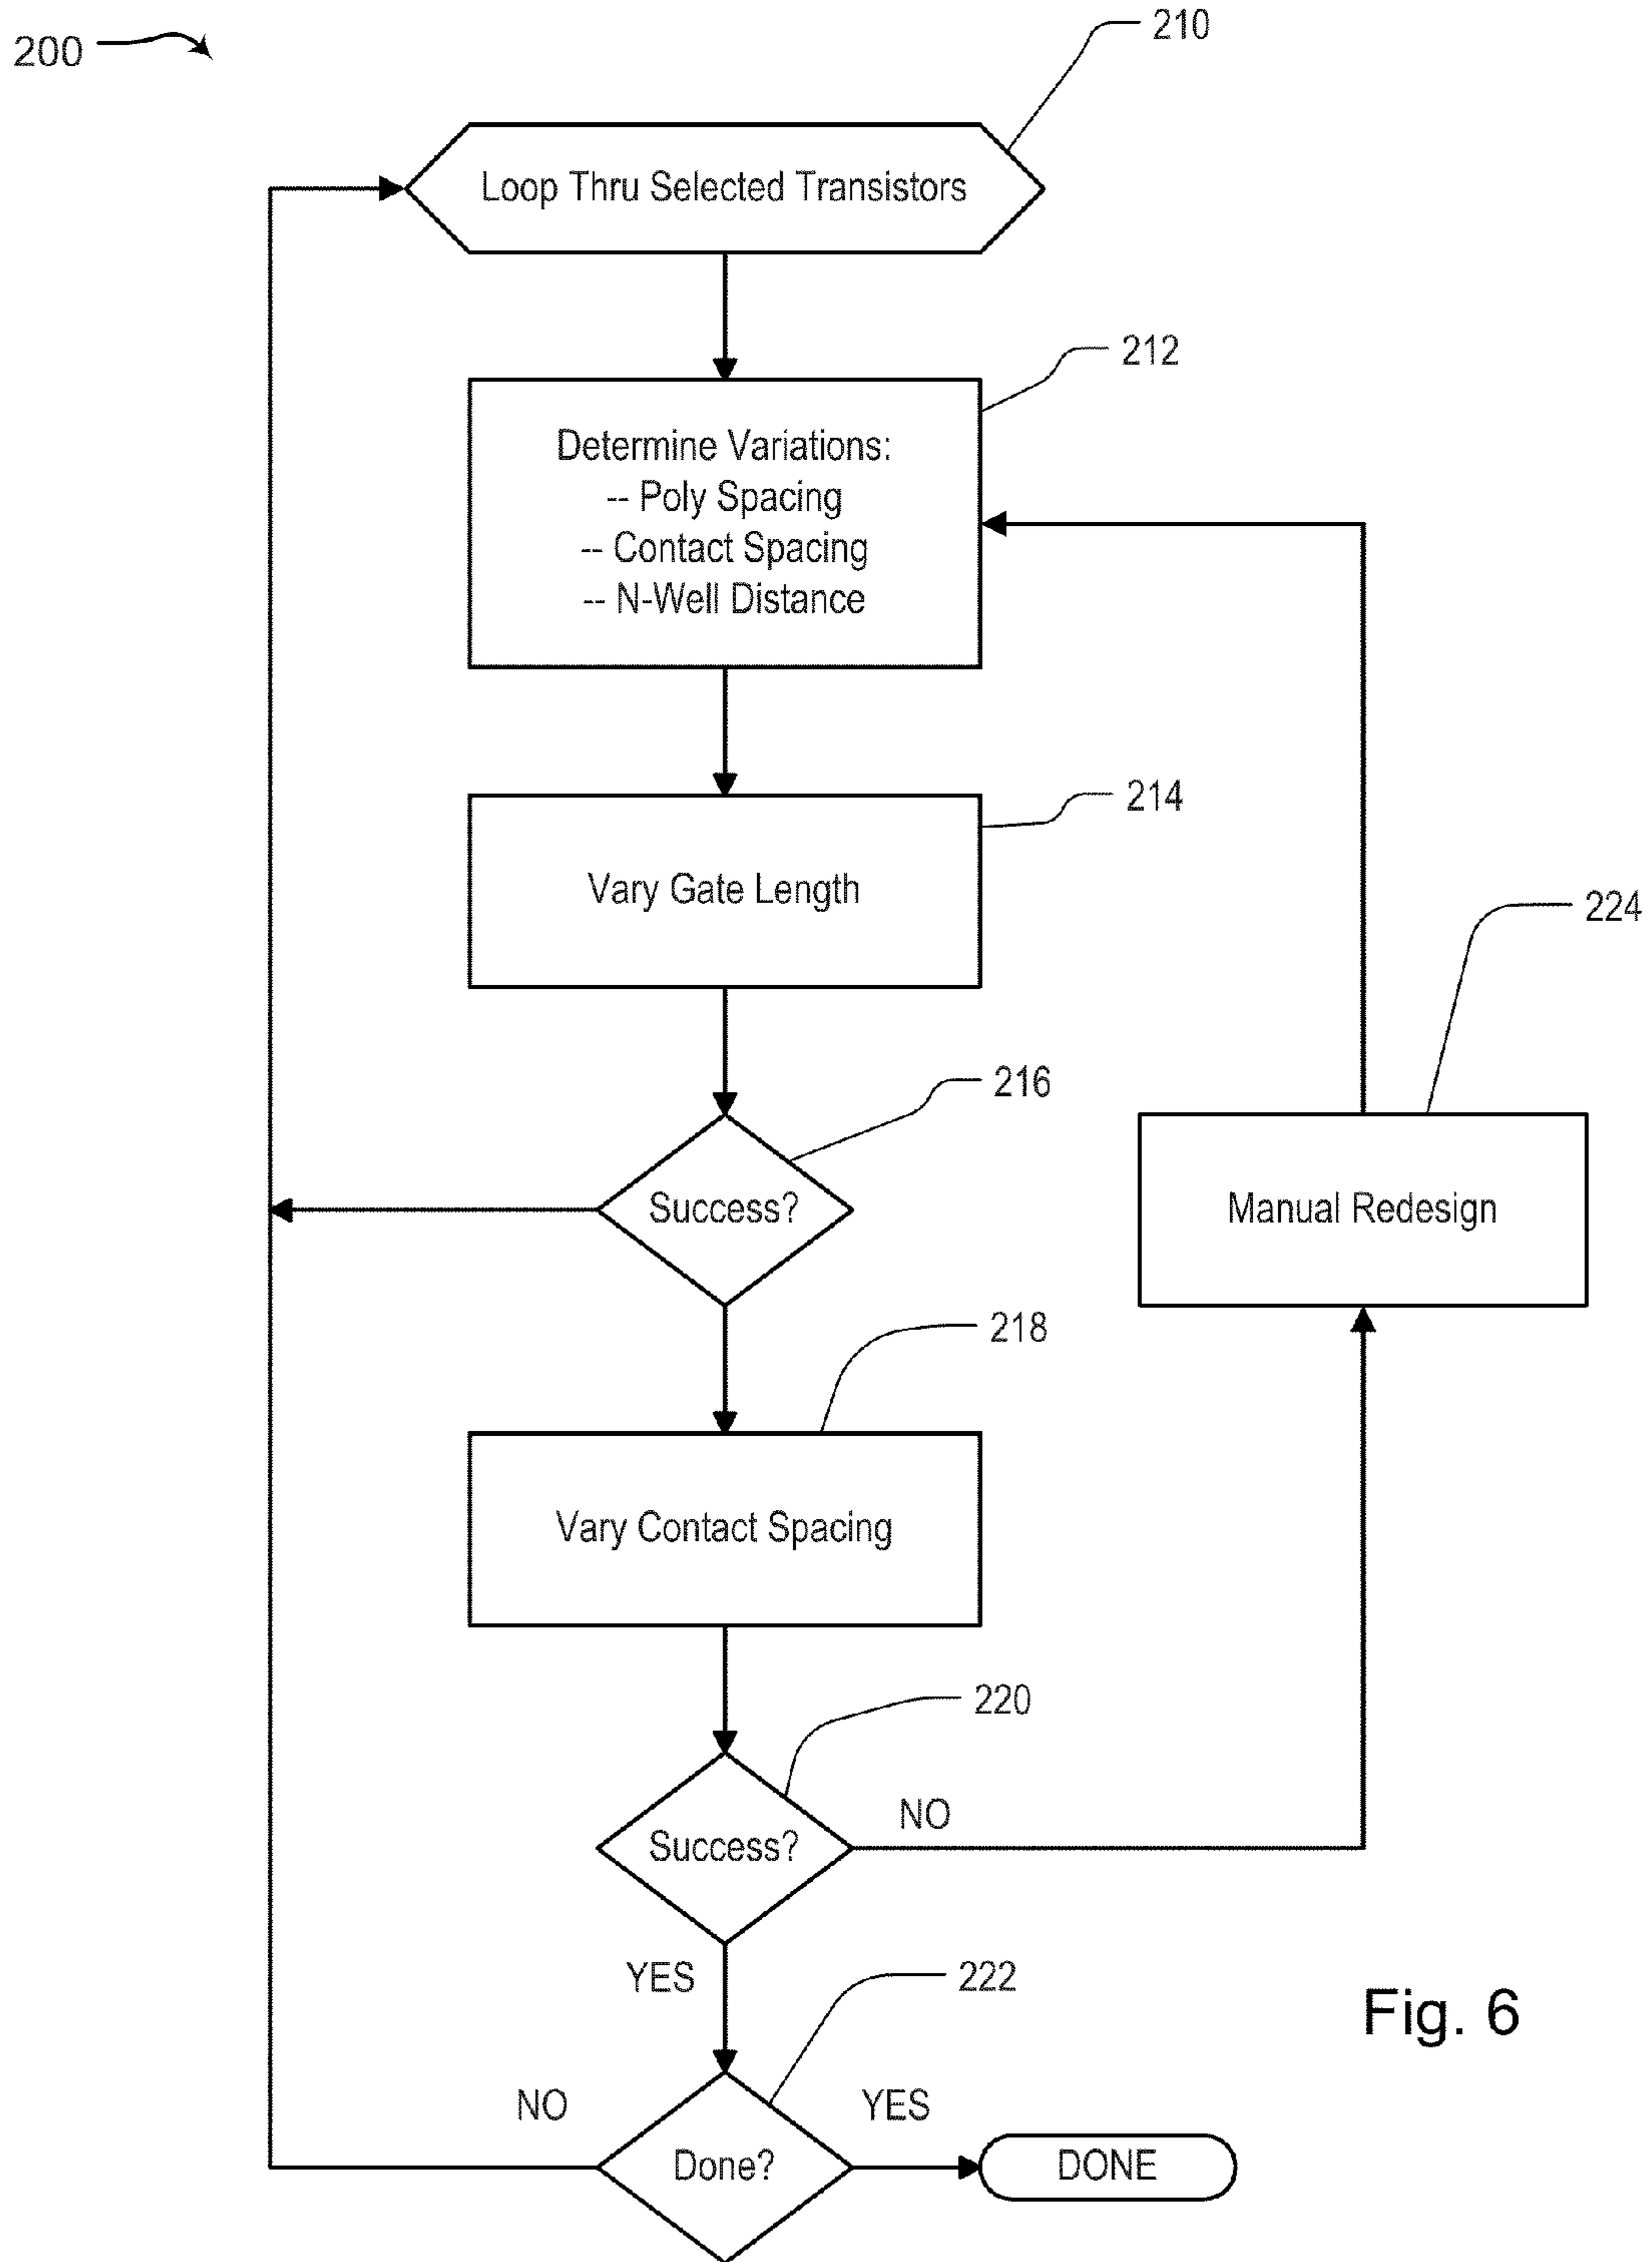 200
210
Loop Thru Selected Transistors
212
Determine Variations:
-- Poly Spacing
-- Contact Spacing
-- N-Well Distance
214
Vary Gate Length
224
216
Success?
Manual Redesign
218
Vary Contact Spacing
220
NO
Success?
YES
222
Fig. 6
NO
YES
Done?
DONE